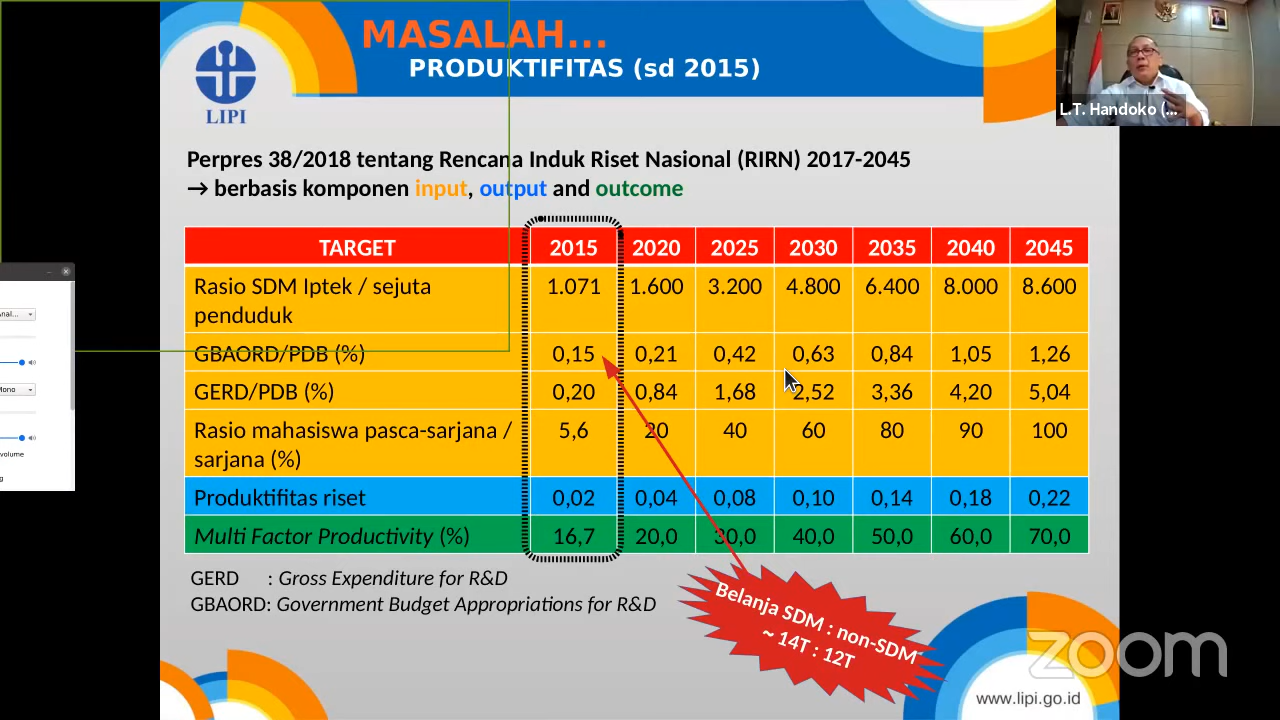 MASALAH...
PRODUKTIFITAS (sd 2015)
LIPI
L.T. Handoko (...
Perpres 38/2018 tentang Rencana Induk Riset Nasional (RIRN) 2017-2045
→ berbasis komponen input, output and outcome
TARGET 2015 2020 2025 2030 2035 2040 2045
Rasio SDM Iptek / sejuta penduduk 1.071 1.600 3.200 4.800 6.400 8.000 8.600
GBAORD/PDB (%) 0,15 0,21 0,42 0,63 0,84 1,05 1,26
GERD/PDB (%) 0,20 0,84 1,68 2,52 3,36 4,20 5,04
Rasio mahasiswa pasca-sarjana / sarjana (%) 5,6 20 40 60 80 90 100
Produktifitas riset 0,02 0,04 0,08 0,10 0,14 0,18 0,22
Multi Factor Productivity (%) 16,7 20,0 30,0 40,0 50,0 60,0 70,0
GERD : Gross Expenditure for R&D
GBAORD: Government Budget Appropriations for R&D
Belanja SDM : non-SDM
~ 14T : 12T
zoom
www.lipi.go.id
Mono
volume